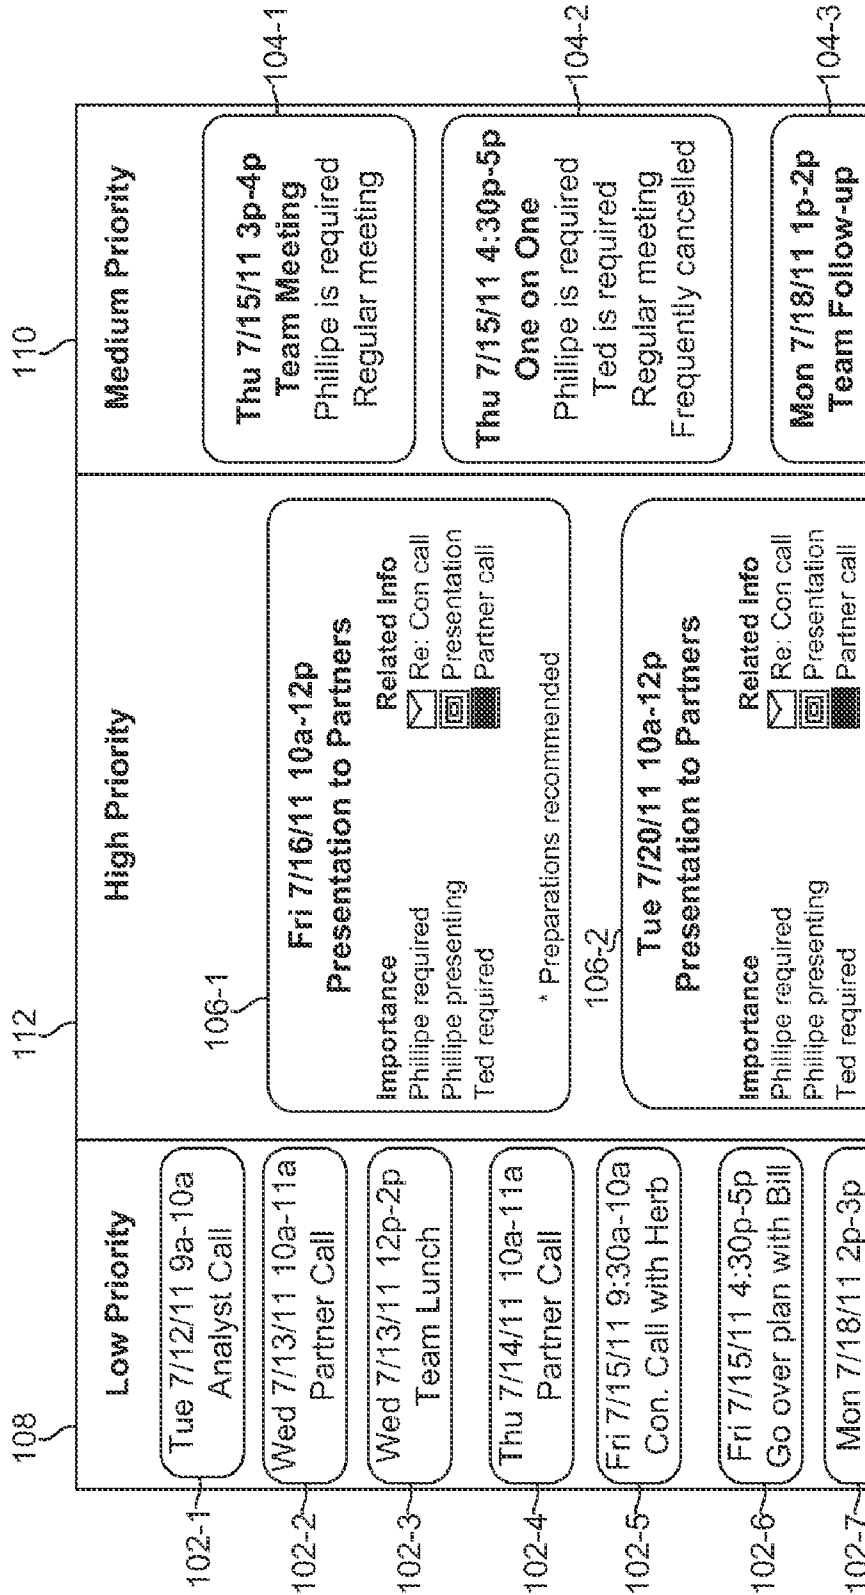 108
112
110
Low Priority
High Priority
Medium Priority
102-1
Tue 7/12/11 9a-10a
Analyst Call
102-2
Wed 7/13/11 10a-11a
Partner Call
102-3
Wed 7/13/11 12p-2p
Team Lunch
102-4
Thu 7/14/11 10a-11a
Partner Call
102-5
Fri 7/15/11 9:30a-10a
Con. Call with Herb
102-6
Fri 7/15/11 4:30p-5p
Go over plan with Bill
102-7
Mon 7/18/11 2p-3p
106-1
Fri 7/16/11 10a-12p
Presentation to Partners
Importance
Phillipe required
Phillipe presenting
Ted required
Related Info
Re: Con call
Presentation
Partner call
* Preparations recommended
106-2
Tue 7/20/11 10a-12p
Presentation to Partners
Importance
Phillipe required
Phillipe presenting
Ted required
Related Info
Re: Con call
Presentation
Partner call
104-1
Thu 7/15/11 3p-4p
Team Meeting
Phillipe is required
Regular meeting
104-2
Thu 7/15/11 4:30p-5p
One on One
Phillipe is required
Ted is required
Regular meeting
Frequently cancelled
104-3
Mon 7/18/11 1p-2p
Team Follow-up